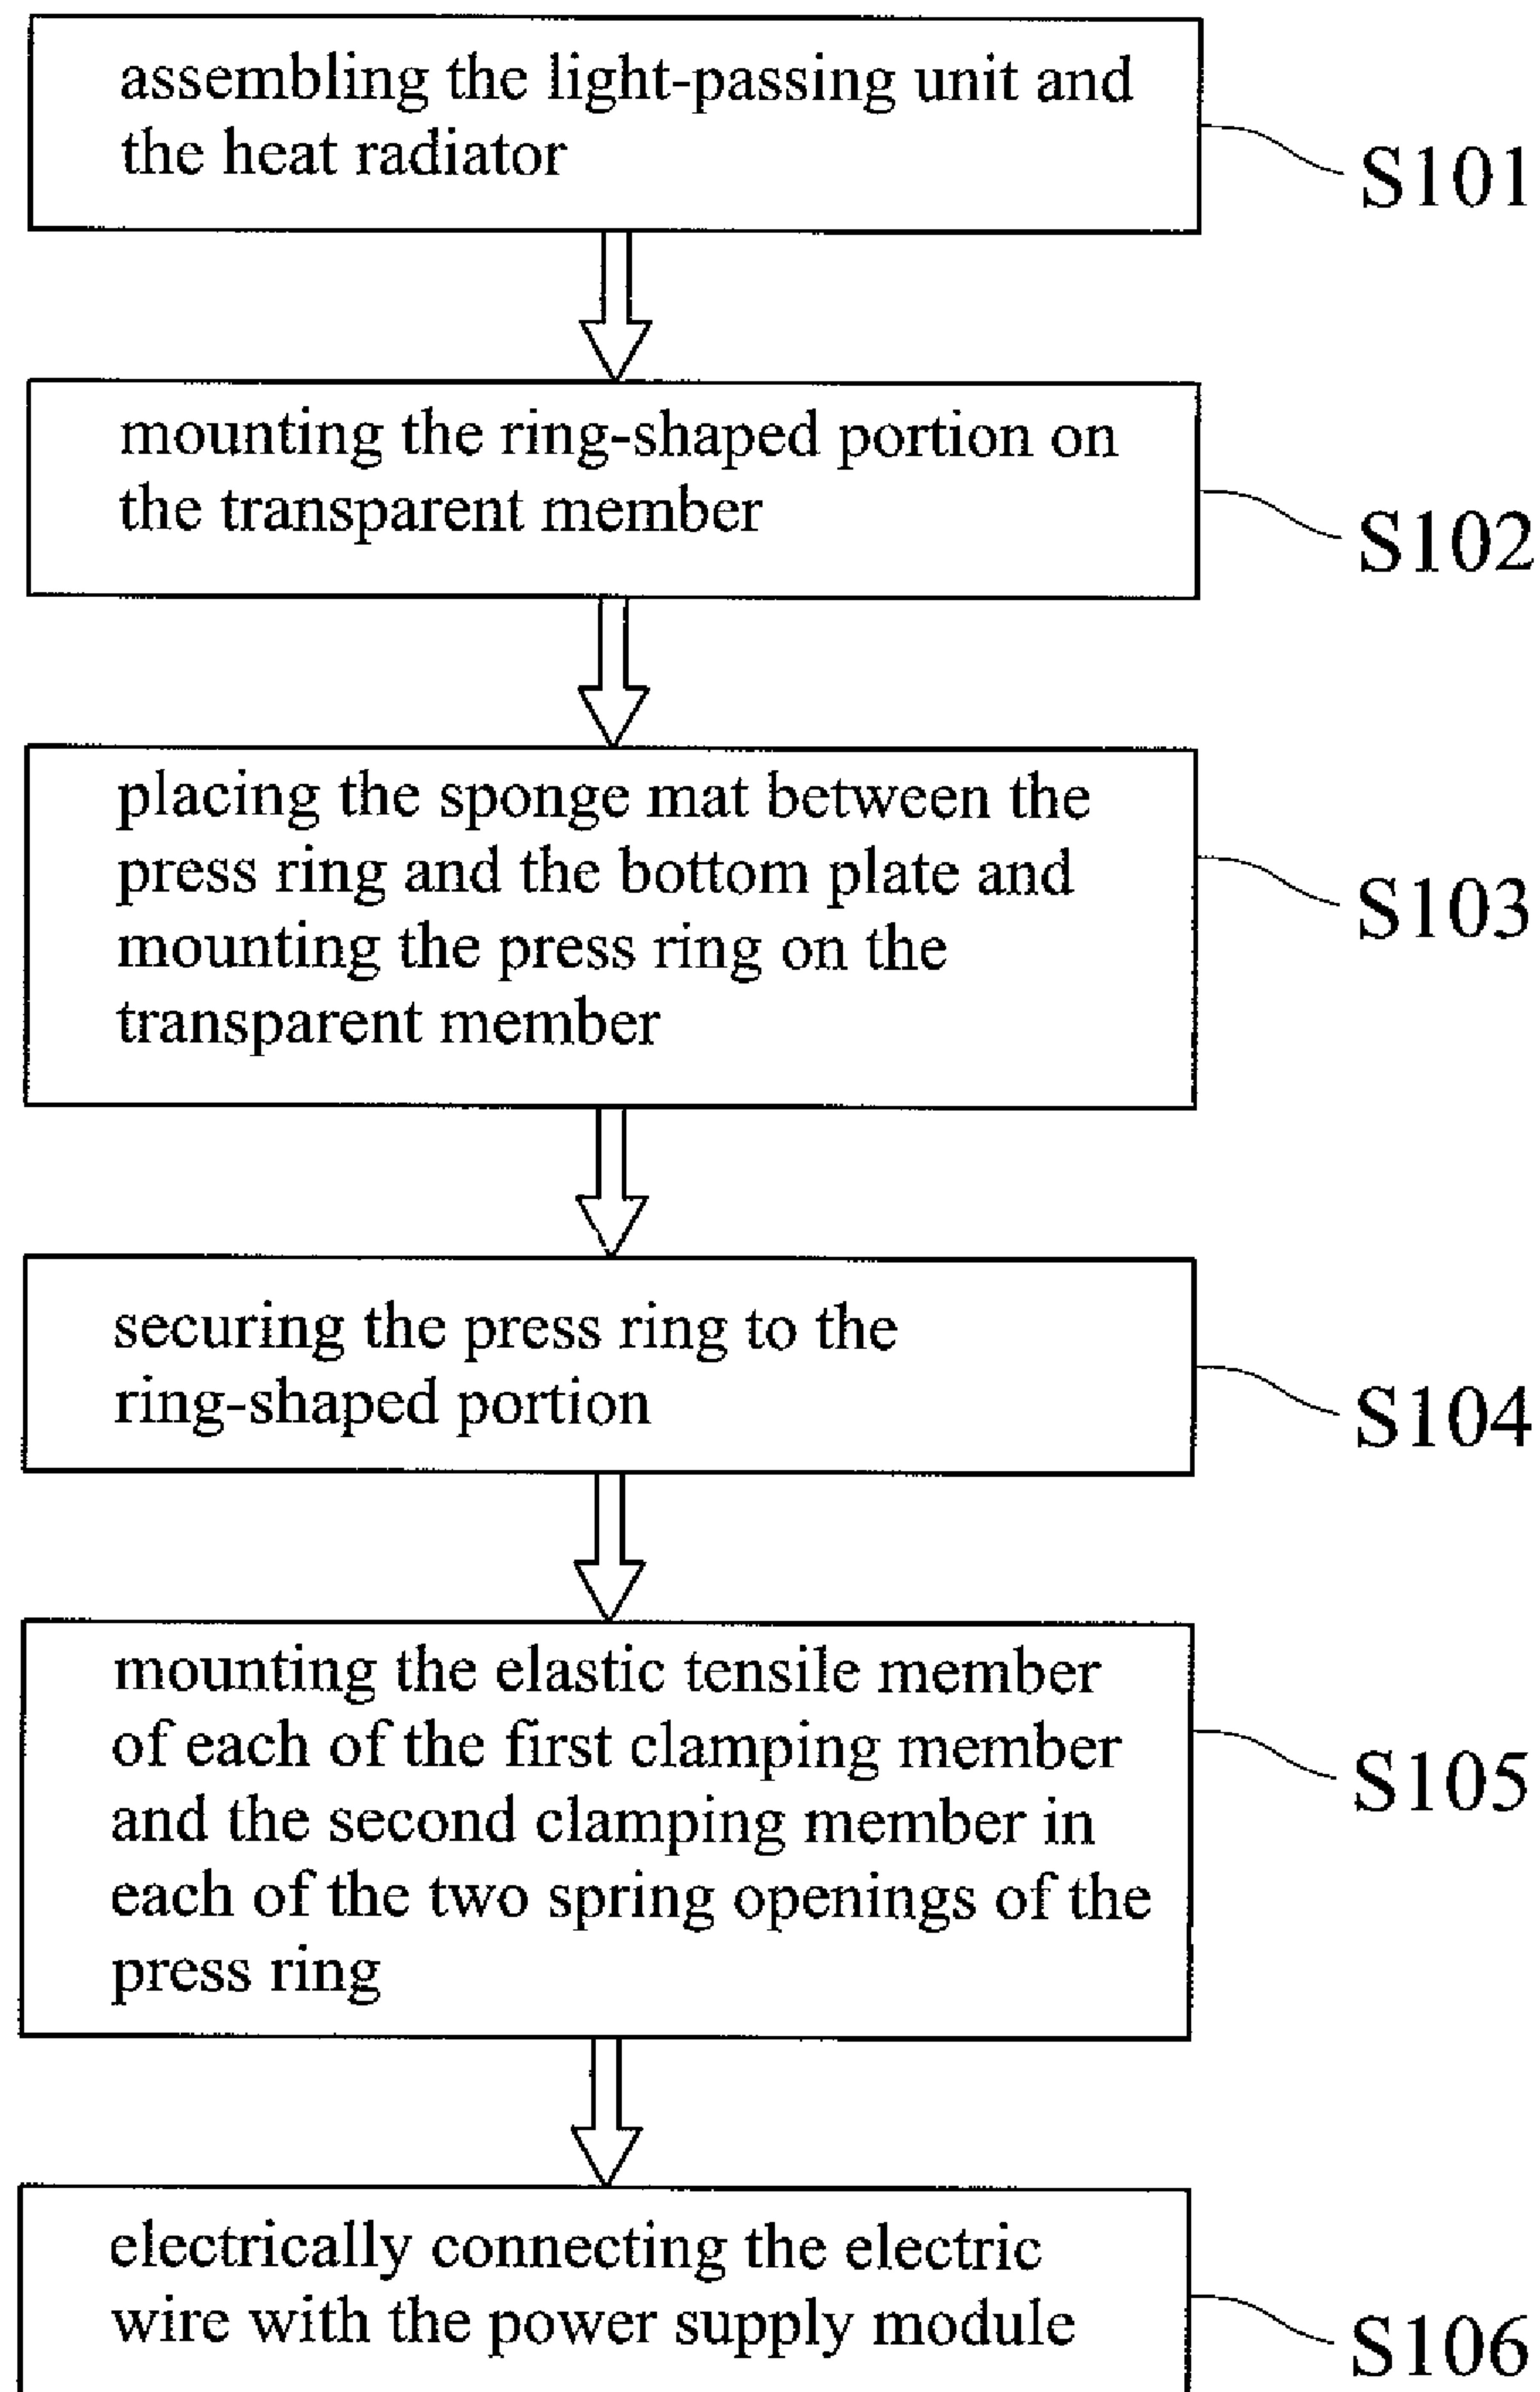 assembling the light-passing unit and
the heat radiator
S101
mounting the ring-shaped portion on
the transparent member
S102
placing the sponge mat between the
press ring and the bottom plate and
mounting the press ring on the
transparent member
S103
securing the press ring to the
ring-shaped portion
S104
mounting the elastic tensile member
of each of the first clamping member
and the second clamping member in
each of the two spring openings of the
press ring
S105
electrically connecting the electric
wire with the power supply module
S106